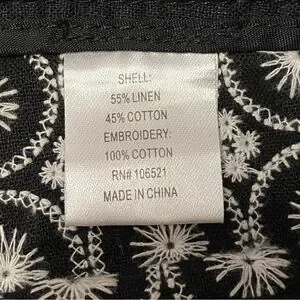 SHELL:
55% LINEN
45% COTTON
EMBROIDERY:
100% COTTON
RN# 106521
MADE IN CHINA